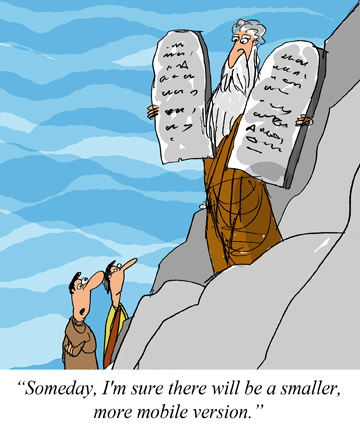 “Someday, I'm sure there will be a smaller,
more mobile version.”